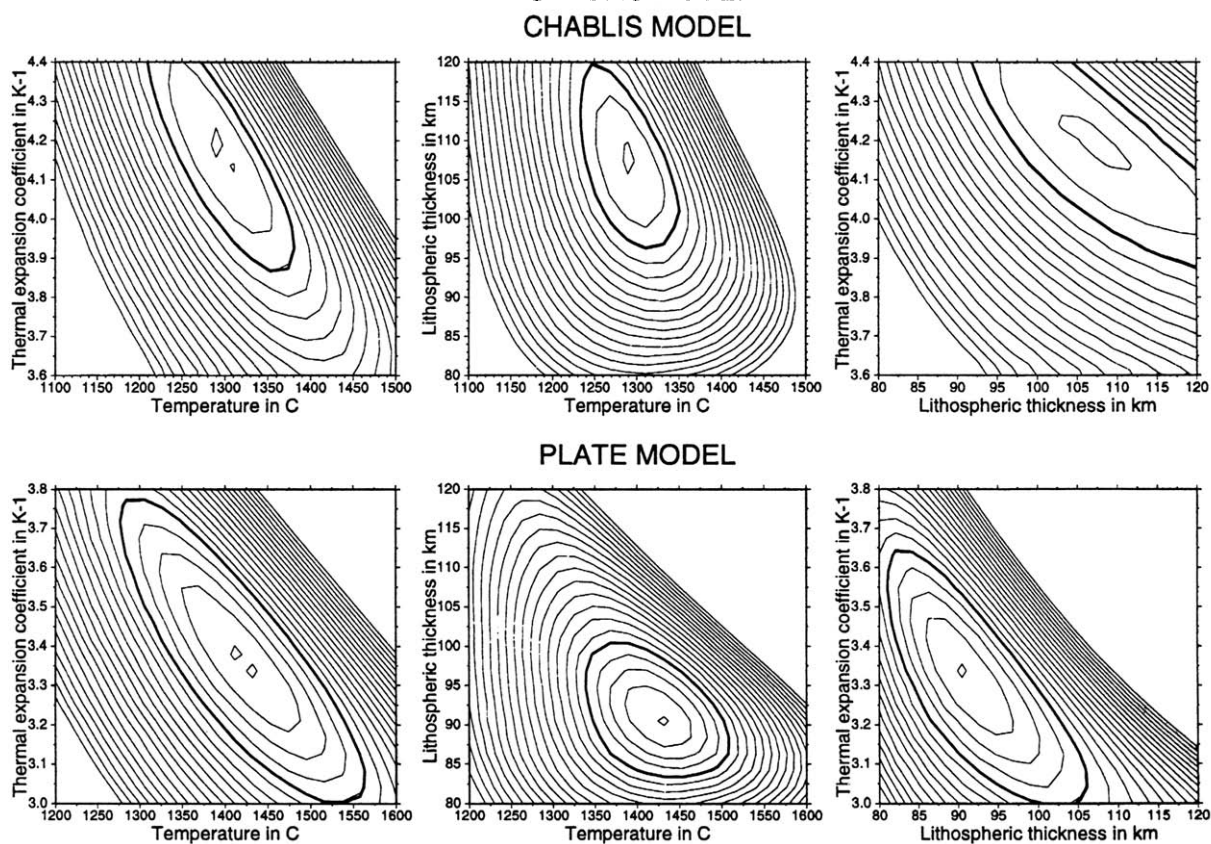 CHABLIS MODEL
Thermal expansion coefficient in K-1
4.4
4.3
4.2
4.1
4.0
3.9
3.8
3.7
3.6
1100 1150 1200 1250 1300 1350 1400 1450 1500
Temperature in C
Lithospheric thickness in km
120
115
110
105
100
95
90
85
80
1100 1150 1200 1250 1300 1350 1400 1450 1500
Temperature in C
Thermal expansion coefficient in K-1
4.4
4.3
4.2
4.1
4.0
3.9
3.8
3.7
3.6
80 85 90 95 100 105 110 115 120
Lithospheric thickness in km
PLATE MODEL
Thermal expansion coefficient in K-1
3.8
3.7
3.6
3.5
3.4
3.3
3.2
3.1
3.0
1200 1250 1300 1350 1400 1450 1500 1550 1600
Temperature in C
Lithospheric thickness in km
120
115
110
105
100
95
90
85
80
1200 1250 1300 1350 1400 1450 1500 1550 1600
Temperature in C
Thermal expansion coefficient in K-1
3.8
3.7
3.6
3.5
3.4
3.3
3.2
3.1
3.0
80 85 90 95 100 105 110 115 120
Lithospheric thickness in km